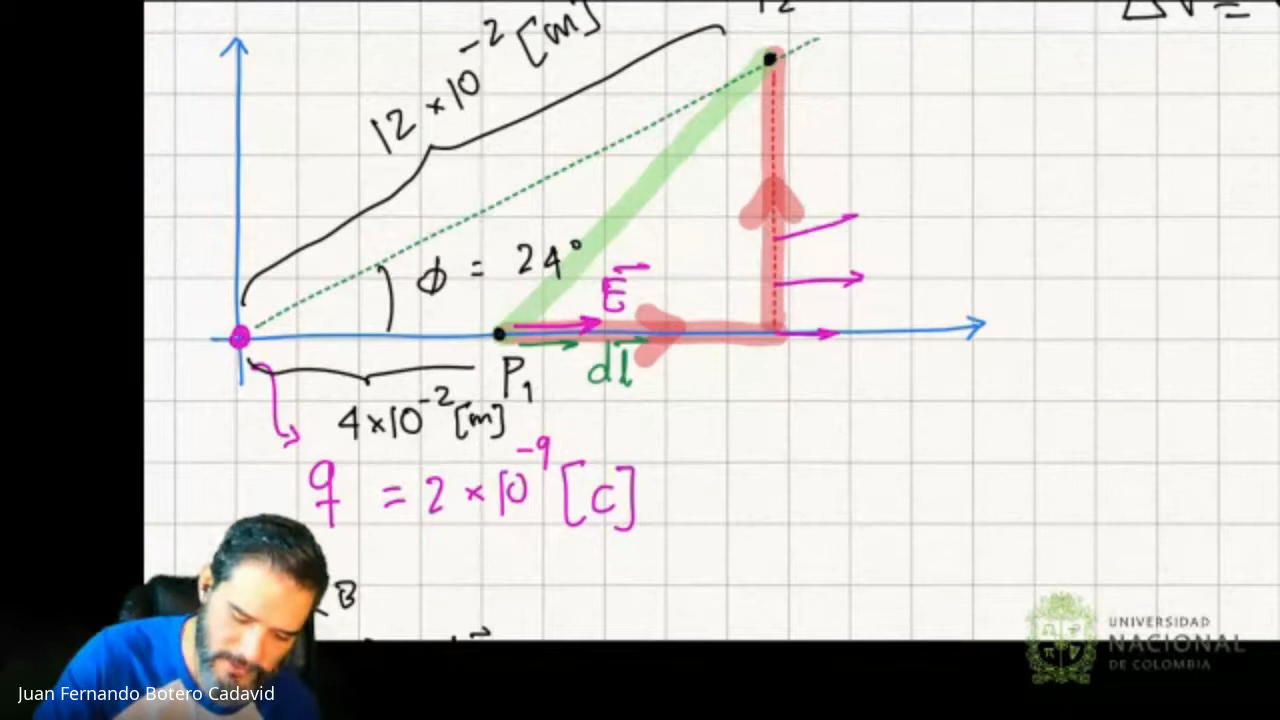 ΔV =
12 × 10⁻² [m]
ϕ = 24°
E⃗
dl⃗
P₁
4×10⁻² [m]
q = 2 × 10⁻⁹ [C]
B
UNIVERSIDAD
NACIONAL
DE COLOMBIA
Juan Fernando Botero Cadavid